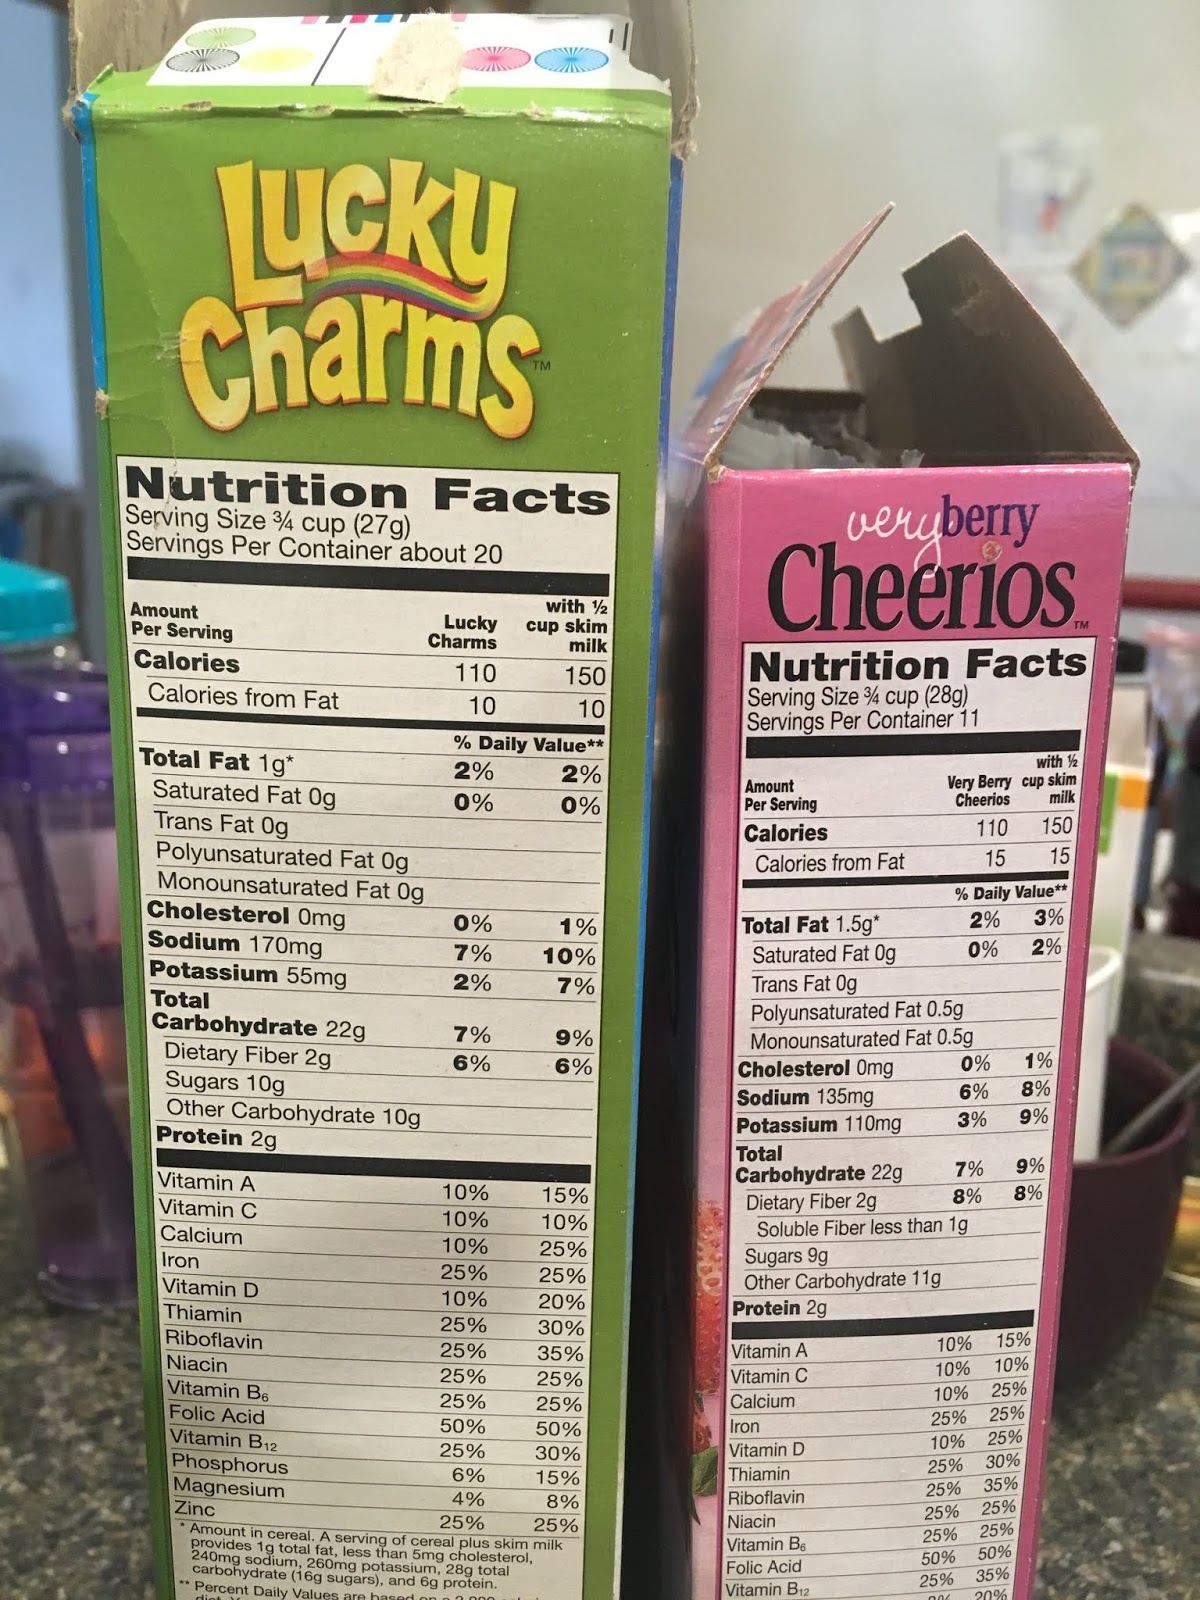 Lucky
Charms™
Nutrition Facts
Serving Size ¾ cup (27g)
Servings Per Container about 20
Amount Per Serving Lucky Charms with ½ cup skim milk
Calories 110 150
Calories from Fat 10 10
% Daily Value**
Total Fat 1g* 2% 2%
Saturated Fat 0g 0% 0%
Trans Fat 0g
Polyunsaturated Fat 0g
Monounsaturated Fat 0g
Cholesterol 0mg 0% 1%
Sodium 170mg 7% 10%
Potassium 55mg 2% 7%
Total
Carbohydrate 22g 7% 9%
Dietary Fiber 2g 6% 6%
Sugars 10g
Other Carbohydrate 10g
Protein 2g
Vitamin A 10% 15%
Vitamin C 10% 10%
Calcium 10% 25%
Iron 25% 25%
Vitamin D 10% 20%
Thiamin 25% 30%
Riboflavin 25% 35%
Niacin 25% 25%
Vitamin B6 25% 25%
Folic Acid 50% 50%
Vitamin B12 25% 30%
Phosphorus 6% 15%
Magnesium 4% 8%
Zinc 25% 25%
* Amount in cereal. A serving of cereal plus skim milk
provides 1g total fat, less than 5mg cholesterol,
240mg sodium, 260mg potassium, 28g total
carbohydrate (16g sugars), and 6g protein.
** Percent Daily Values are based on a 2,000
very berry
Cheerios™
Nutrition Facts
Serving Size ¾ cup (28g)
Servings Per Container 11
Amount Per Serving Very Berry Cheerios with ½ cup skim milk
Calories 110 150
Calories from Fat 15 15
% Daily Value**
Total Fat 1.5g* 2% 3%
Saturated Fat 0g 0% 2%
Trans Fat 0g
Polyunsaturated Fat 0.5g
Monounsaturated Fat 0.5g
Cholesterol 0mg 0% 1%
Sodium 135mg 6% 8%
Potassium 110mg 3% 9%
Total
Carbohydrate 22g 7% 9%
Dietary Fiber 2g 8% 8%
Soluble Fiber less than 1g
Sugars 9g
Other Carbohydrate 11g
Protein 2g
Vitamin A 10% 15%
Vitamin C 10% 10%
Calcium 10% 25%
Iron 25% 25%
Vitamin D 10% 25%
Thiamin 25% 30%
Riboflavin 25% 35%
Niacin 25% 25%
Vitamin B6 25% 25%
Folic Acid 50% 50%
Vitamin B12 25% 35%
20%